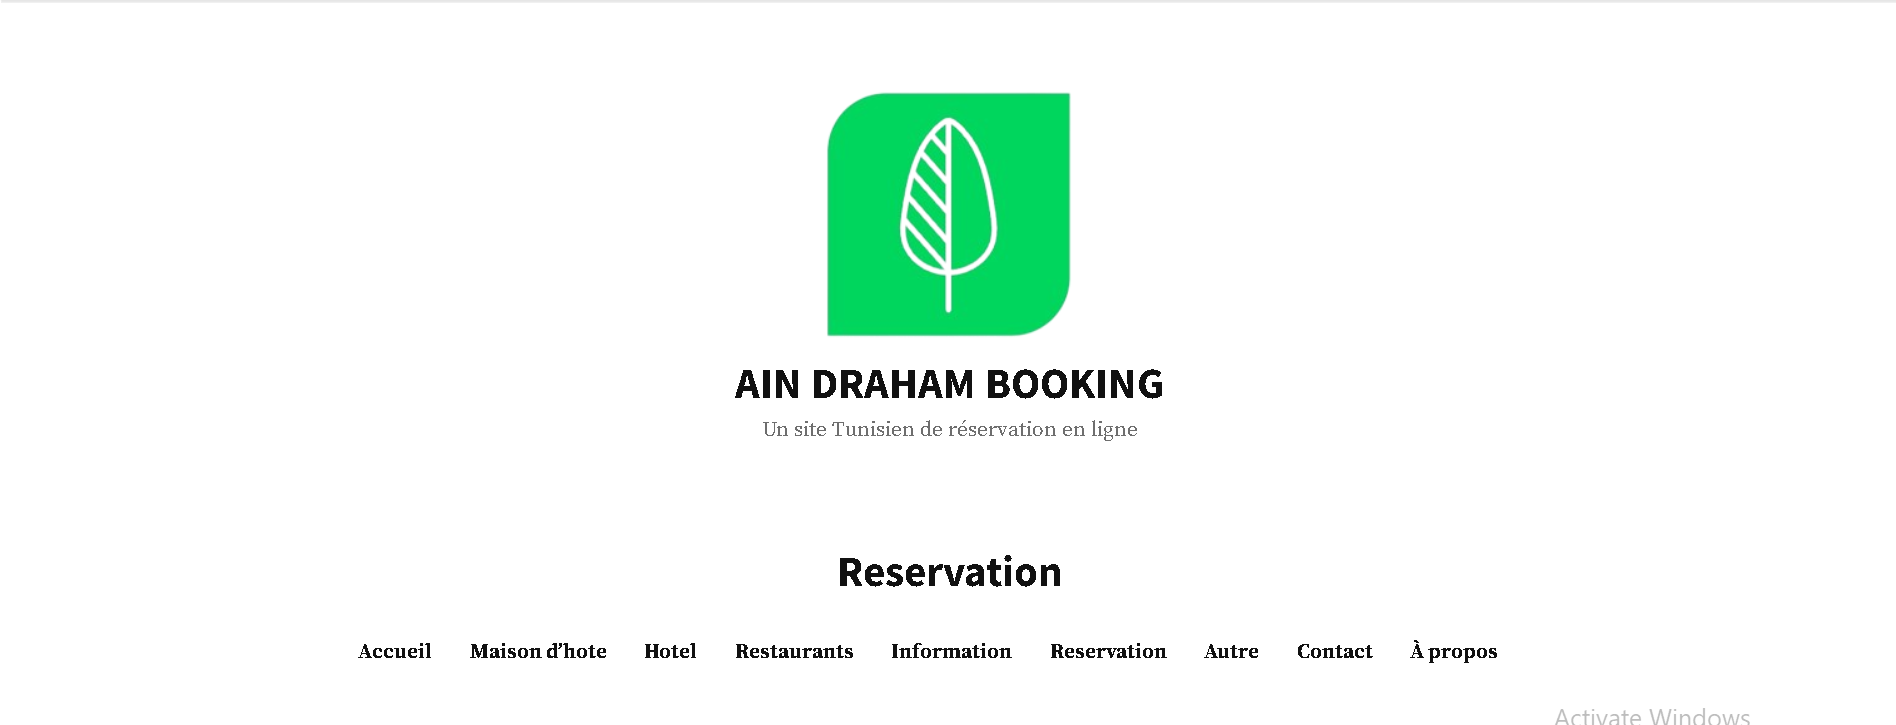 AIN DRAHAM BOOKING
Un site Tunisien de réservation en ligne
Reservation
Accueil Maison d’hote Hotel Restaurants Information Reservation Autre Contact À propos
Activate Windows